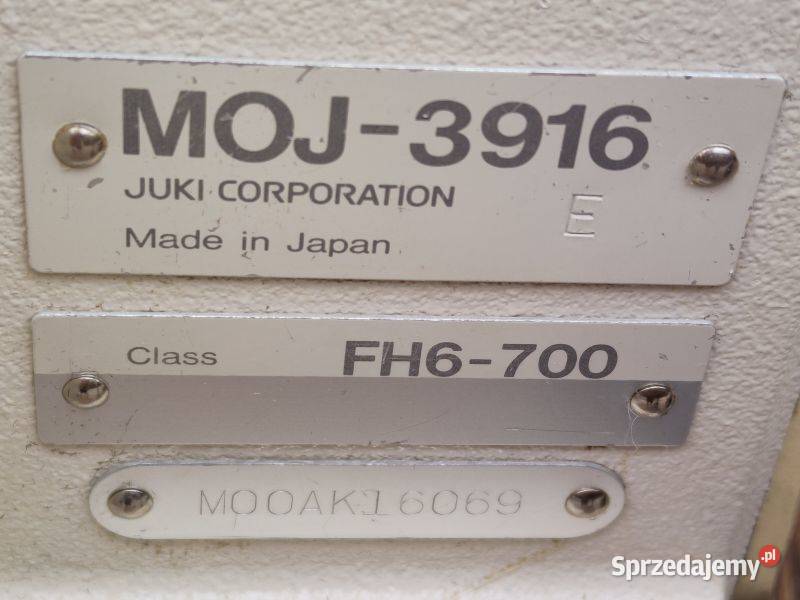 MOJ-3916
JUKI CORPORATION
E
Made in Japan
Class FH6-700
MOOAK16069
Sprzedajemy.pl